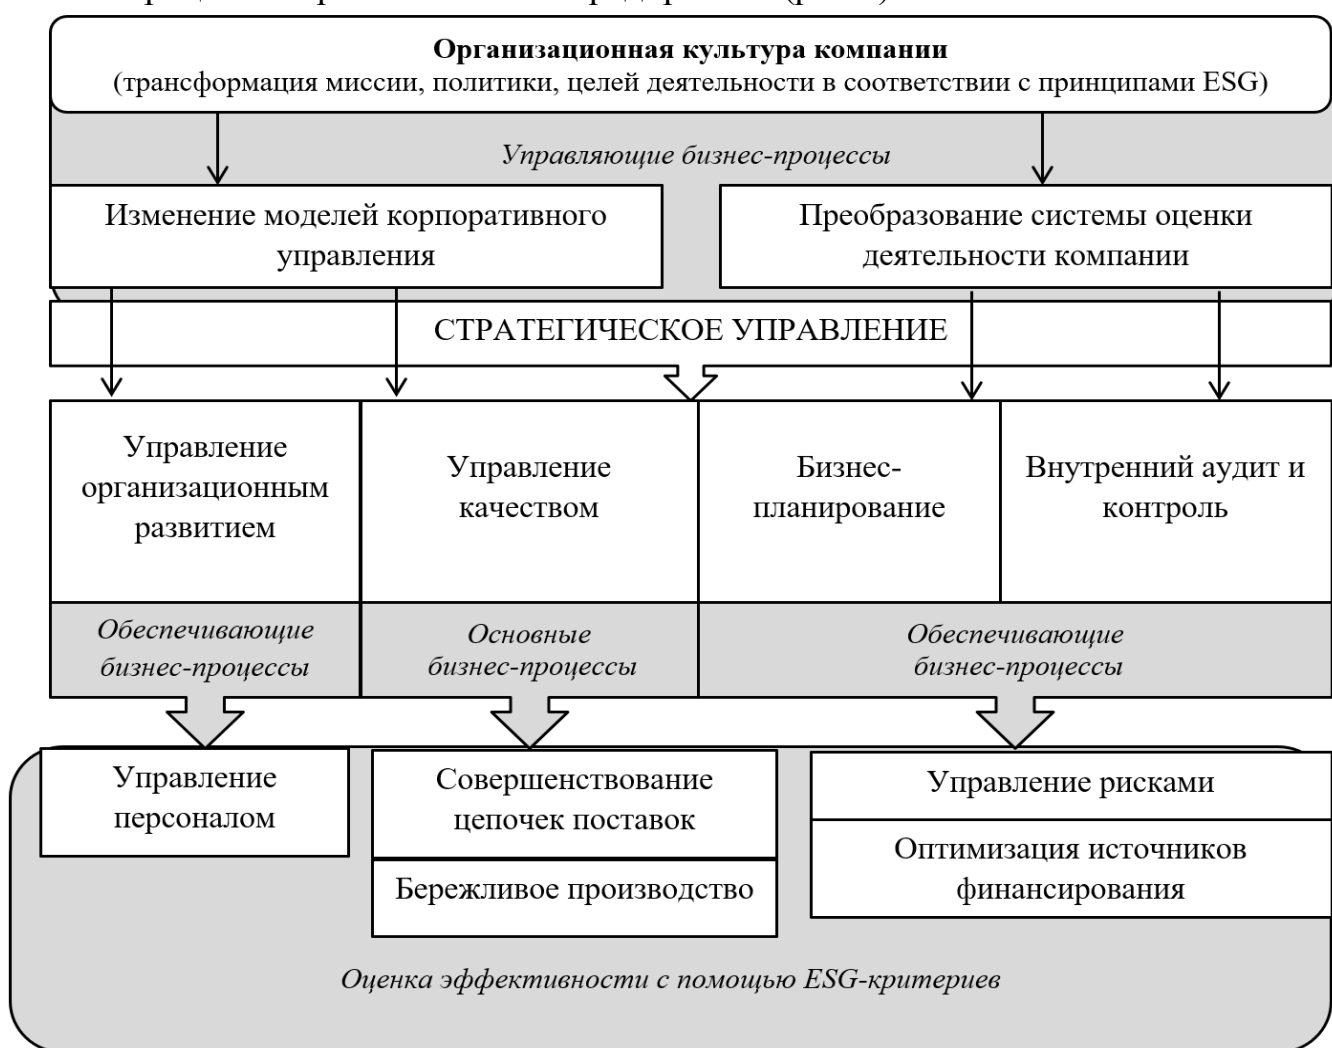 Организационная культура компании
(трансформация миссии, политики, целей деятельности в соответствии с принципами ESG)
Управляющие бизнес-процессы
Изменение моделей корпоративного
управления
Преобразование системы оценки
деятельности компании
СТРАТЕГИЧЕСКОЕ УПРАВЛЕНИЕ
Управление
организационным
развитием
Управление
качеством
Бизнес-
планирование
Внутренний аудит и
контроль
Обеспечивающие
бизнес-процессы
Основные
бизнес-процессы
Обеспечивающие
бизнес-процессы
Управление
персоналом
Совершенствование
цепочек поставок
Бережливое производство
Управление рисками
Оптимизация источников
финансирования
Оценка эффективности с помощью ESG-критериев